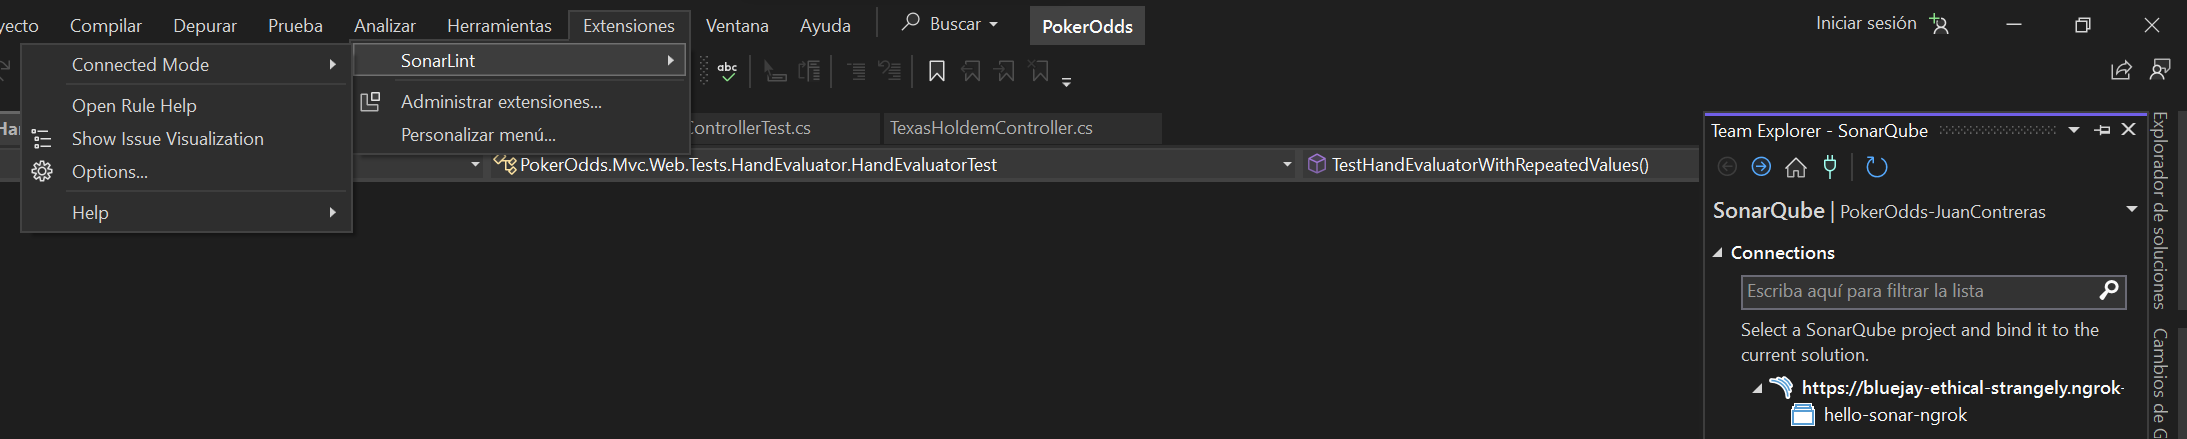 yecto Compilar Depurar Prueba Analizar Herramientas Extensiones Ventana Ayuda Buscar PokerOdds Iniciar sesión
Connected Mode
Open Rule Help
Show Issue Visualization
Options...
Help
SonarLint
Administrar extensiones...
Personalizar menú...
abc
Ha
ControllerTest.cs TexasHoldemController.cs
PokerOdds.Mvc.Web.Tests.HandEvaluator.HandEvaluatorTest TestHandEvaluatorWithRepeatedValues()
Team Explorer - SonarQube
SonarQube | PokerOdds-JuanContreras
Connections
Escriba aquí para filtrar la lista
Select a SonarQube project and bind it to the
current solution.
https://bluejay-ethical-strangely.ngrok-
hello-sonar-ngrok
Explorador de soluciones
Cambios de G